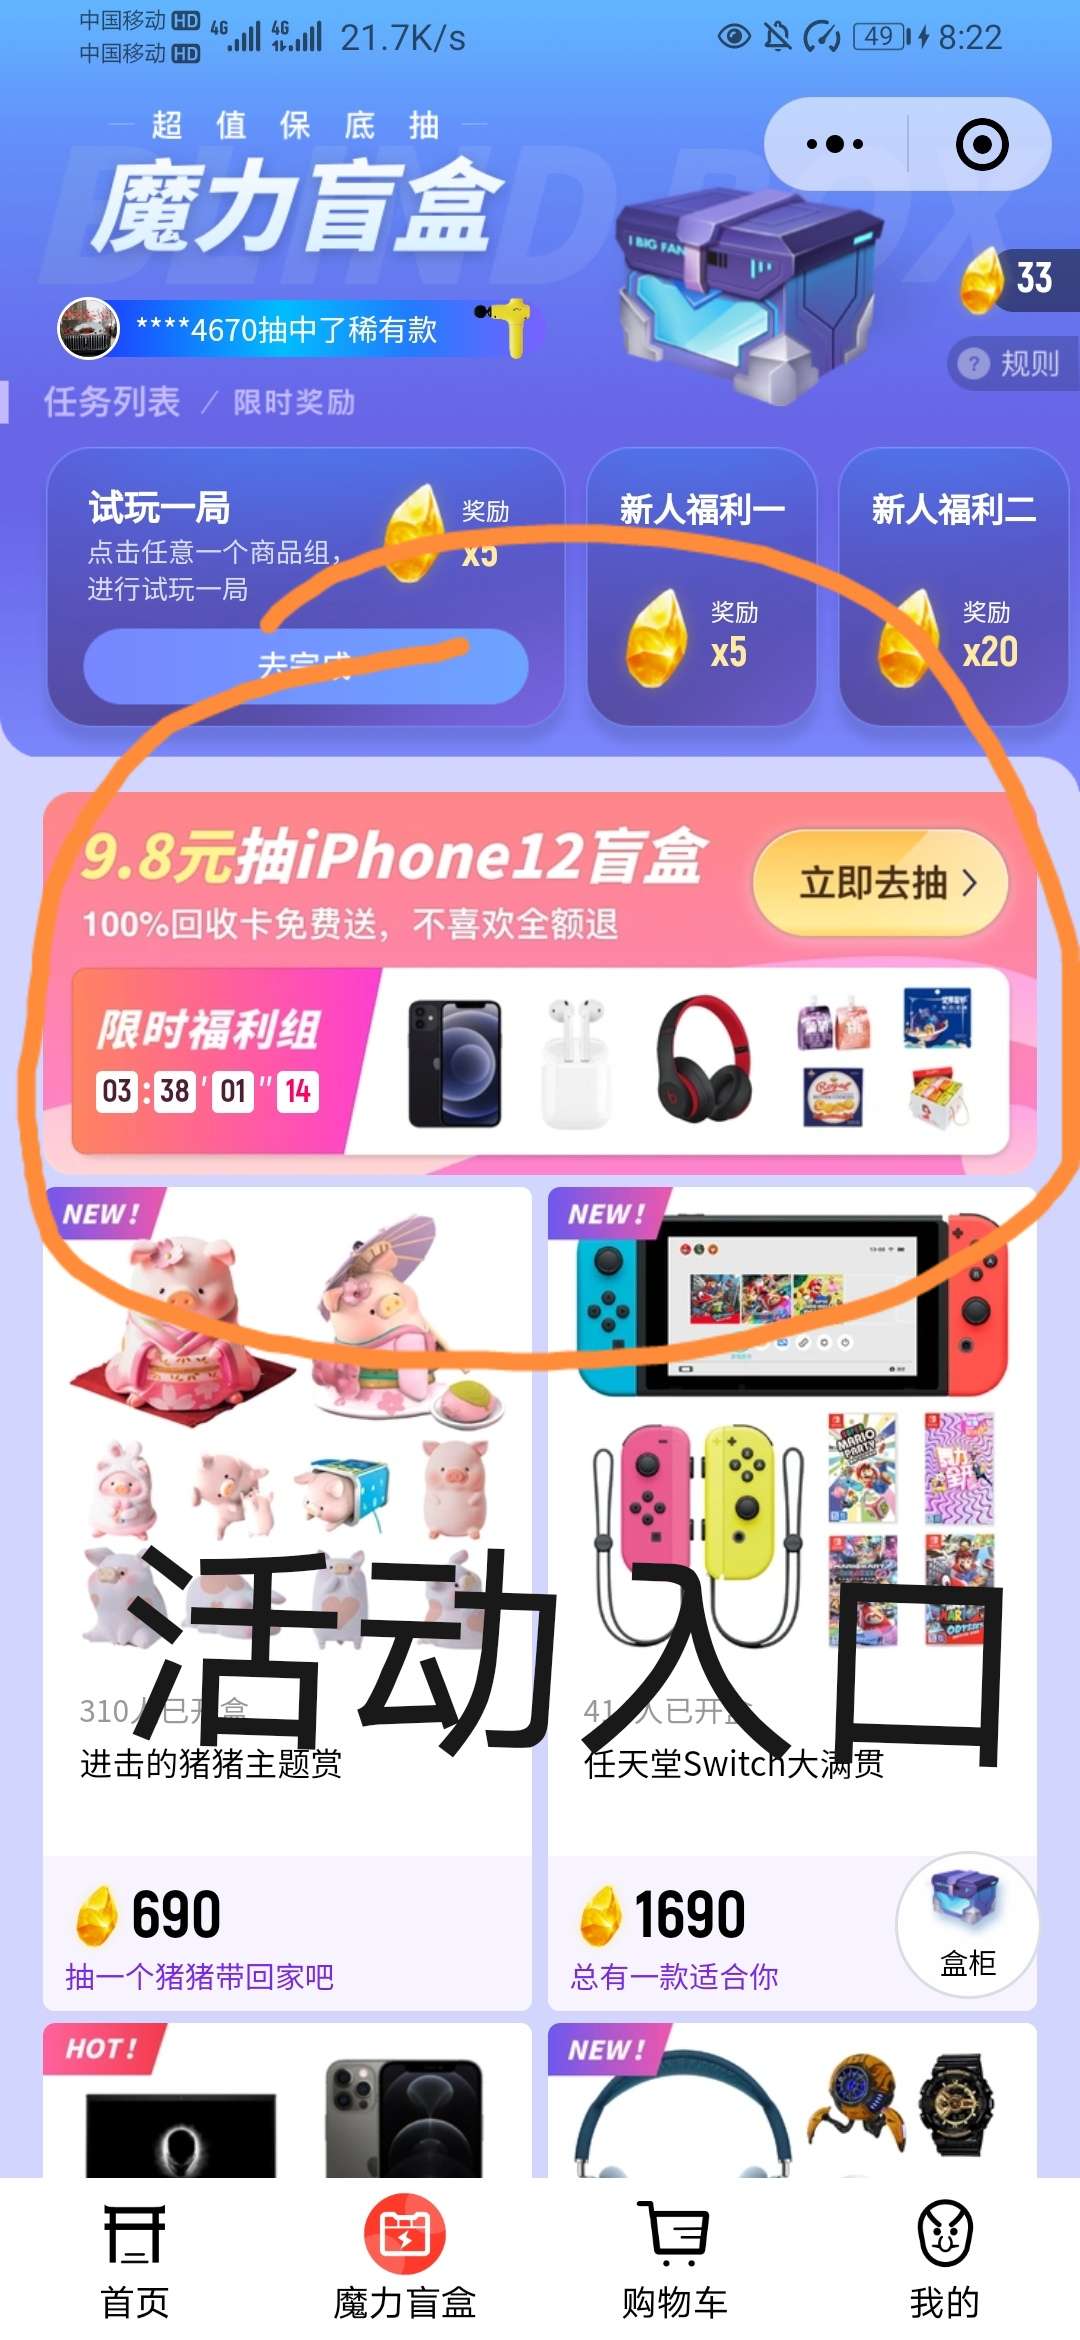 中国移动 HD 4G 4G 21.7K/s 49 8:22
中国移动 HD
超值保底抽
魔力盲盒
BLIND BOX
I BIG FAN
33
****4670抽中了稀有款
? 规则
任务列表 / 限时奖励
试玩一局
点击任意一个商品组，
进行试玩一局
奖励
x5
去完成
新人福利一
奖励
x5
新人福利二
奖励
x20
9.8元抽iPhone12盲盒
100%回收卡免费送，不喜欢全额退
立即去抽 >
限时福利组
03:38'01"14
NEW!
NEW!
活动入口
310人已开盒
进击的猪猪主题赏
690
抽一个猪猪带回家吧
人已开盒
任天堂Switch大满贯
1690
总有一款适合你
盒柜
HOT!
NEW!
首页
魔力盲盒
购物车
我的